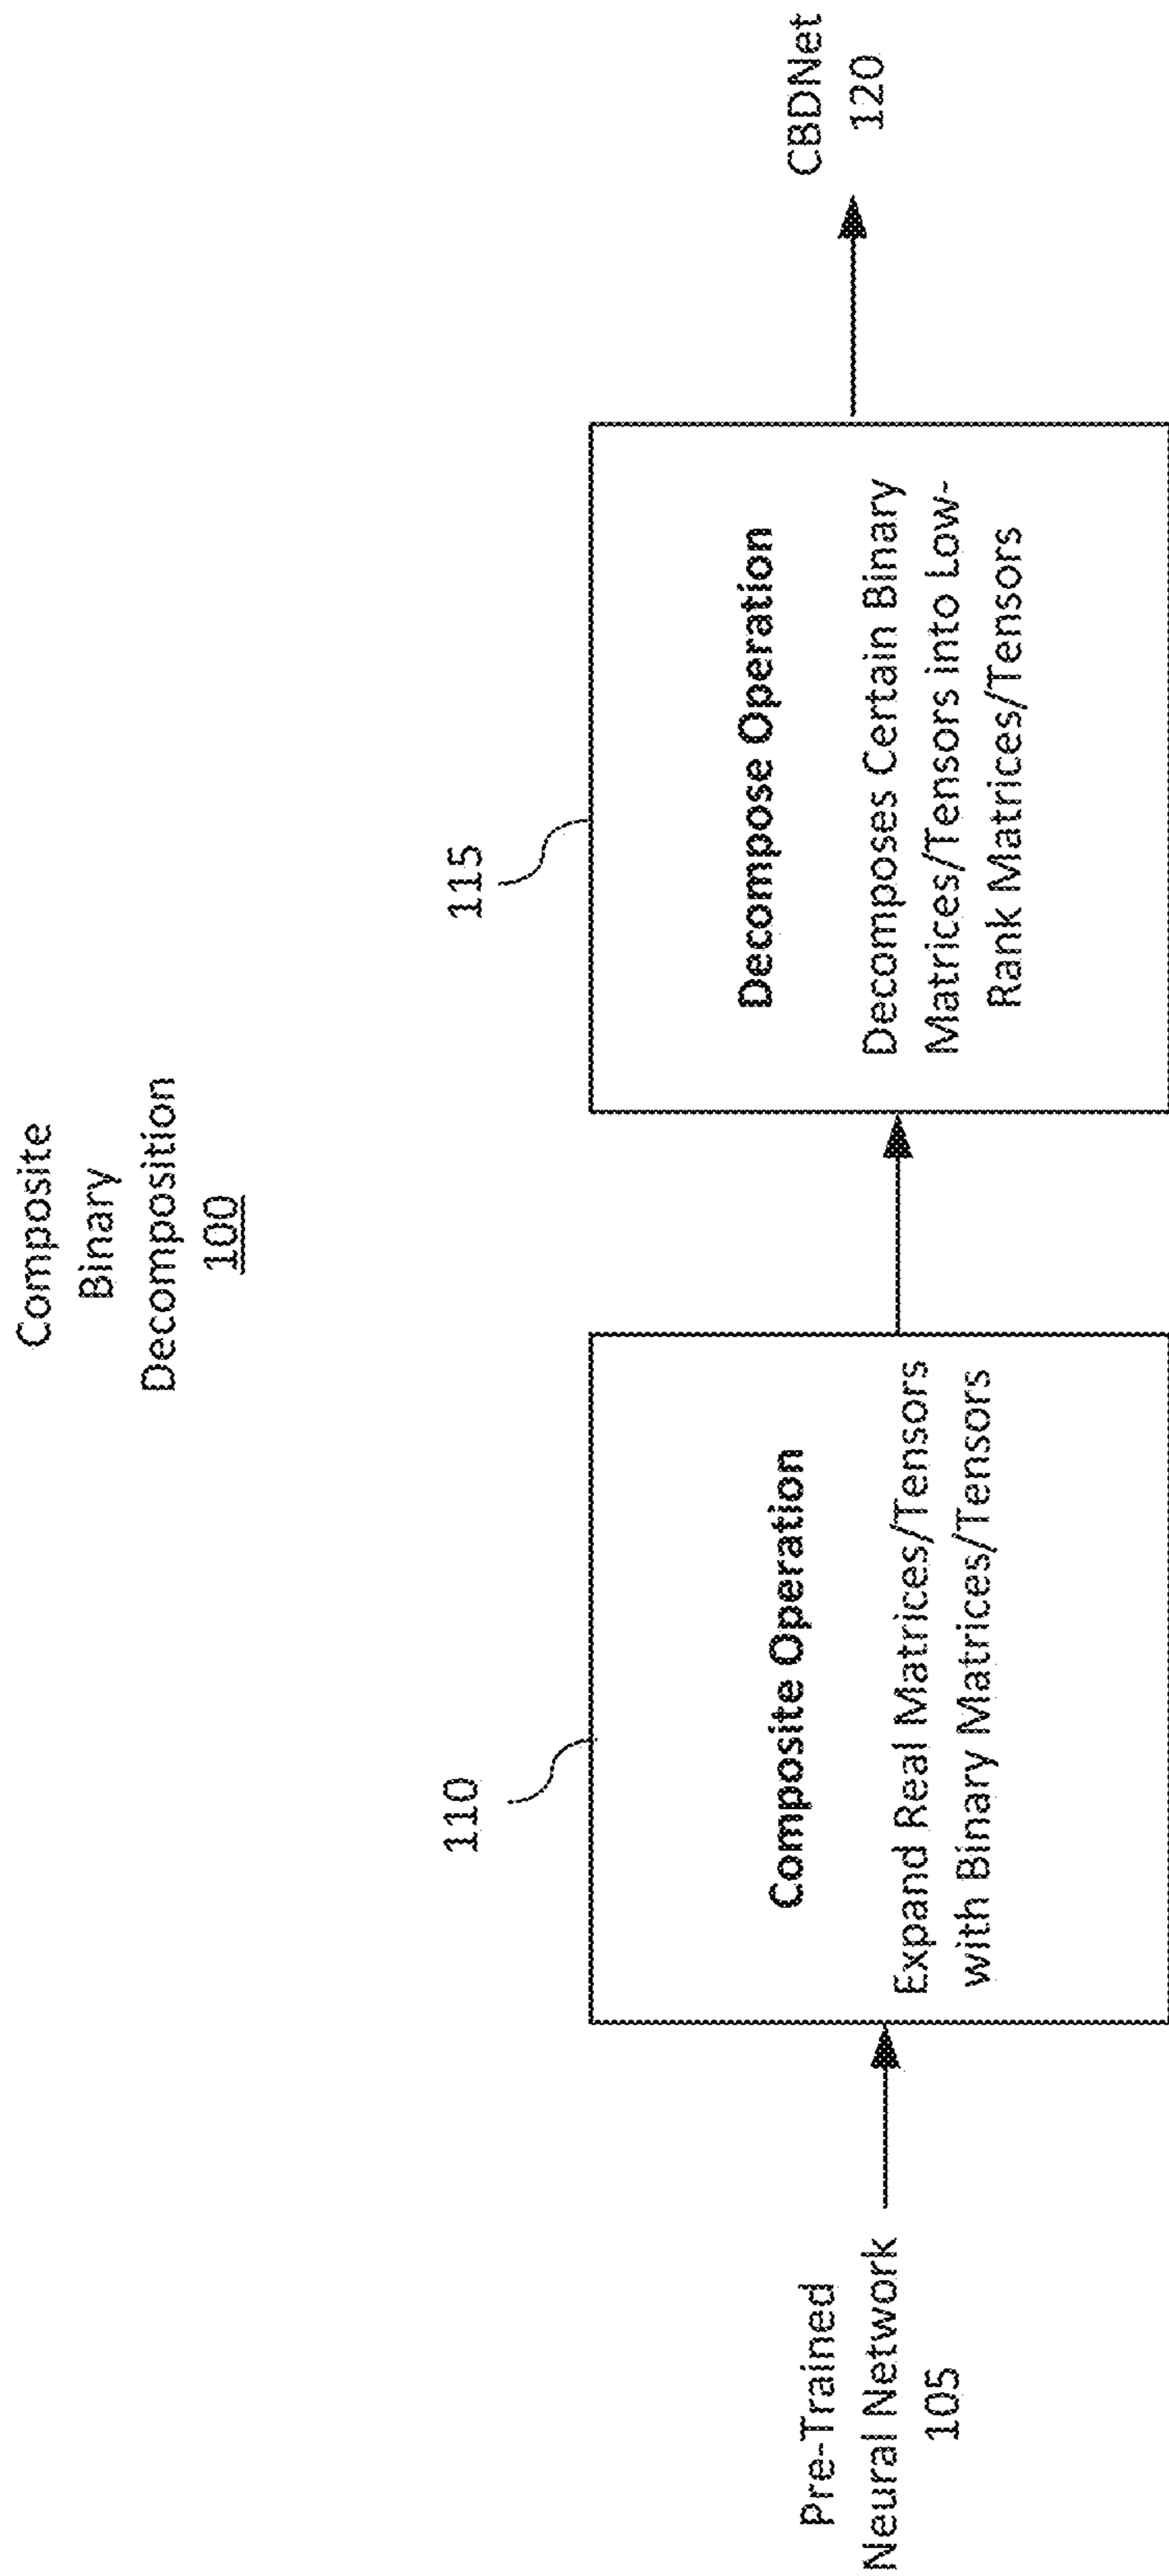 Composite
Binary
Decomposition
100
Pre-Trained
Neural Network
105
110
Composite Operation
Expand Real Matrices/Tensors
with Binary Matrices/Tensors
115
Decompose Operation
Decomposes Certain Binary
Matrices/Tensors into Low-
Rank Matrices/Tensors
CBDNet
120